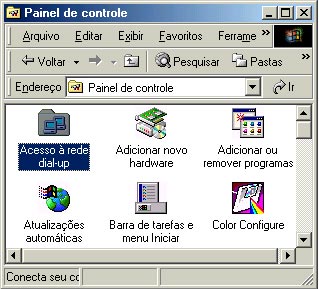 Painel de controle
Arquivo Editar Exibir Favoritos Ferrame »
Voltar Pesquisar Pastas »
Endereço Painel de controle Ir
Acesso à rede
dial-up
Adicionar novo
hardware
Adicionar ou
remover programas
Atualizações
automáticas
Barra de tarefas e
menu Iniciar
Color Configure
Conecta seu co